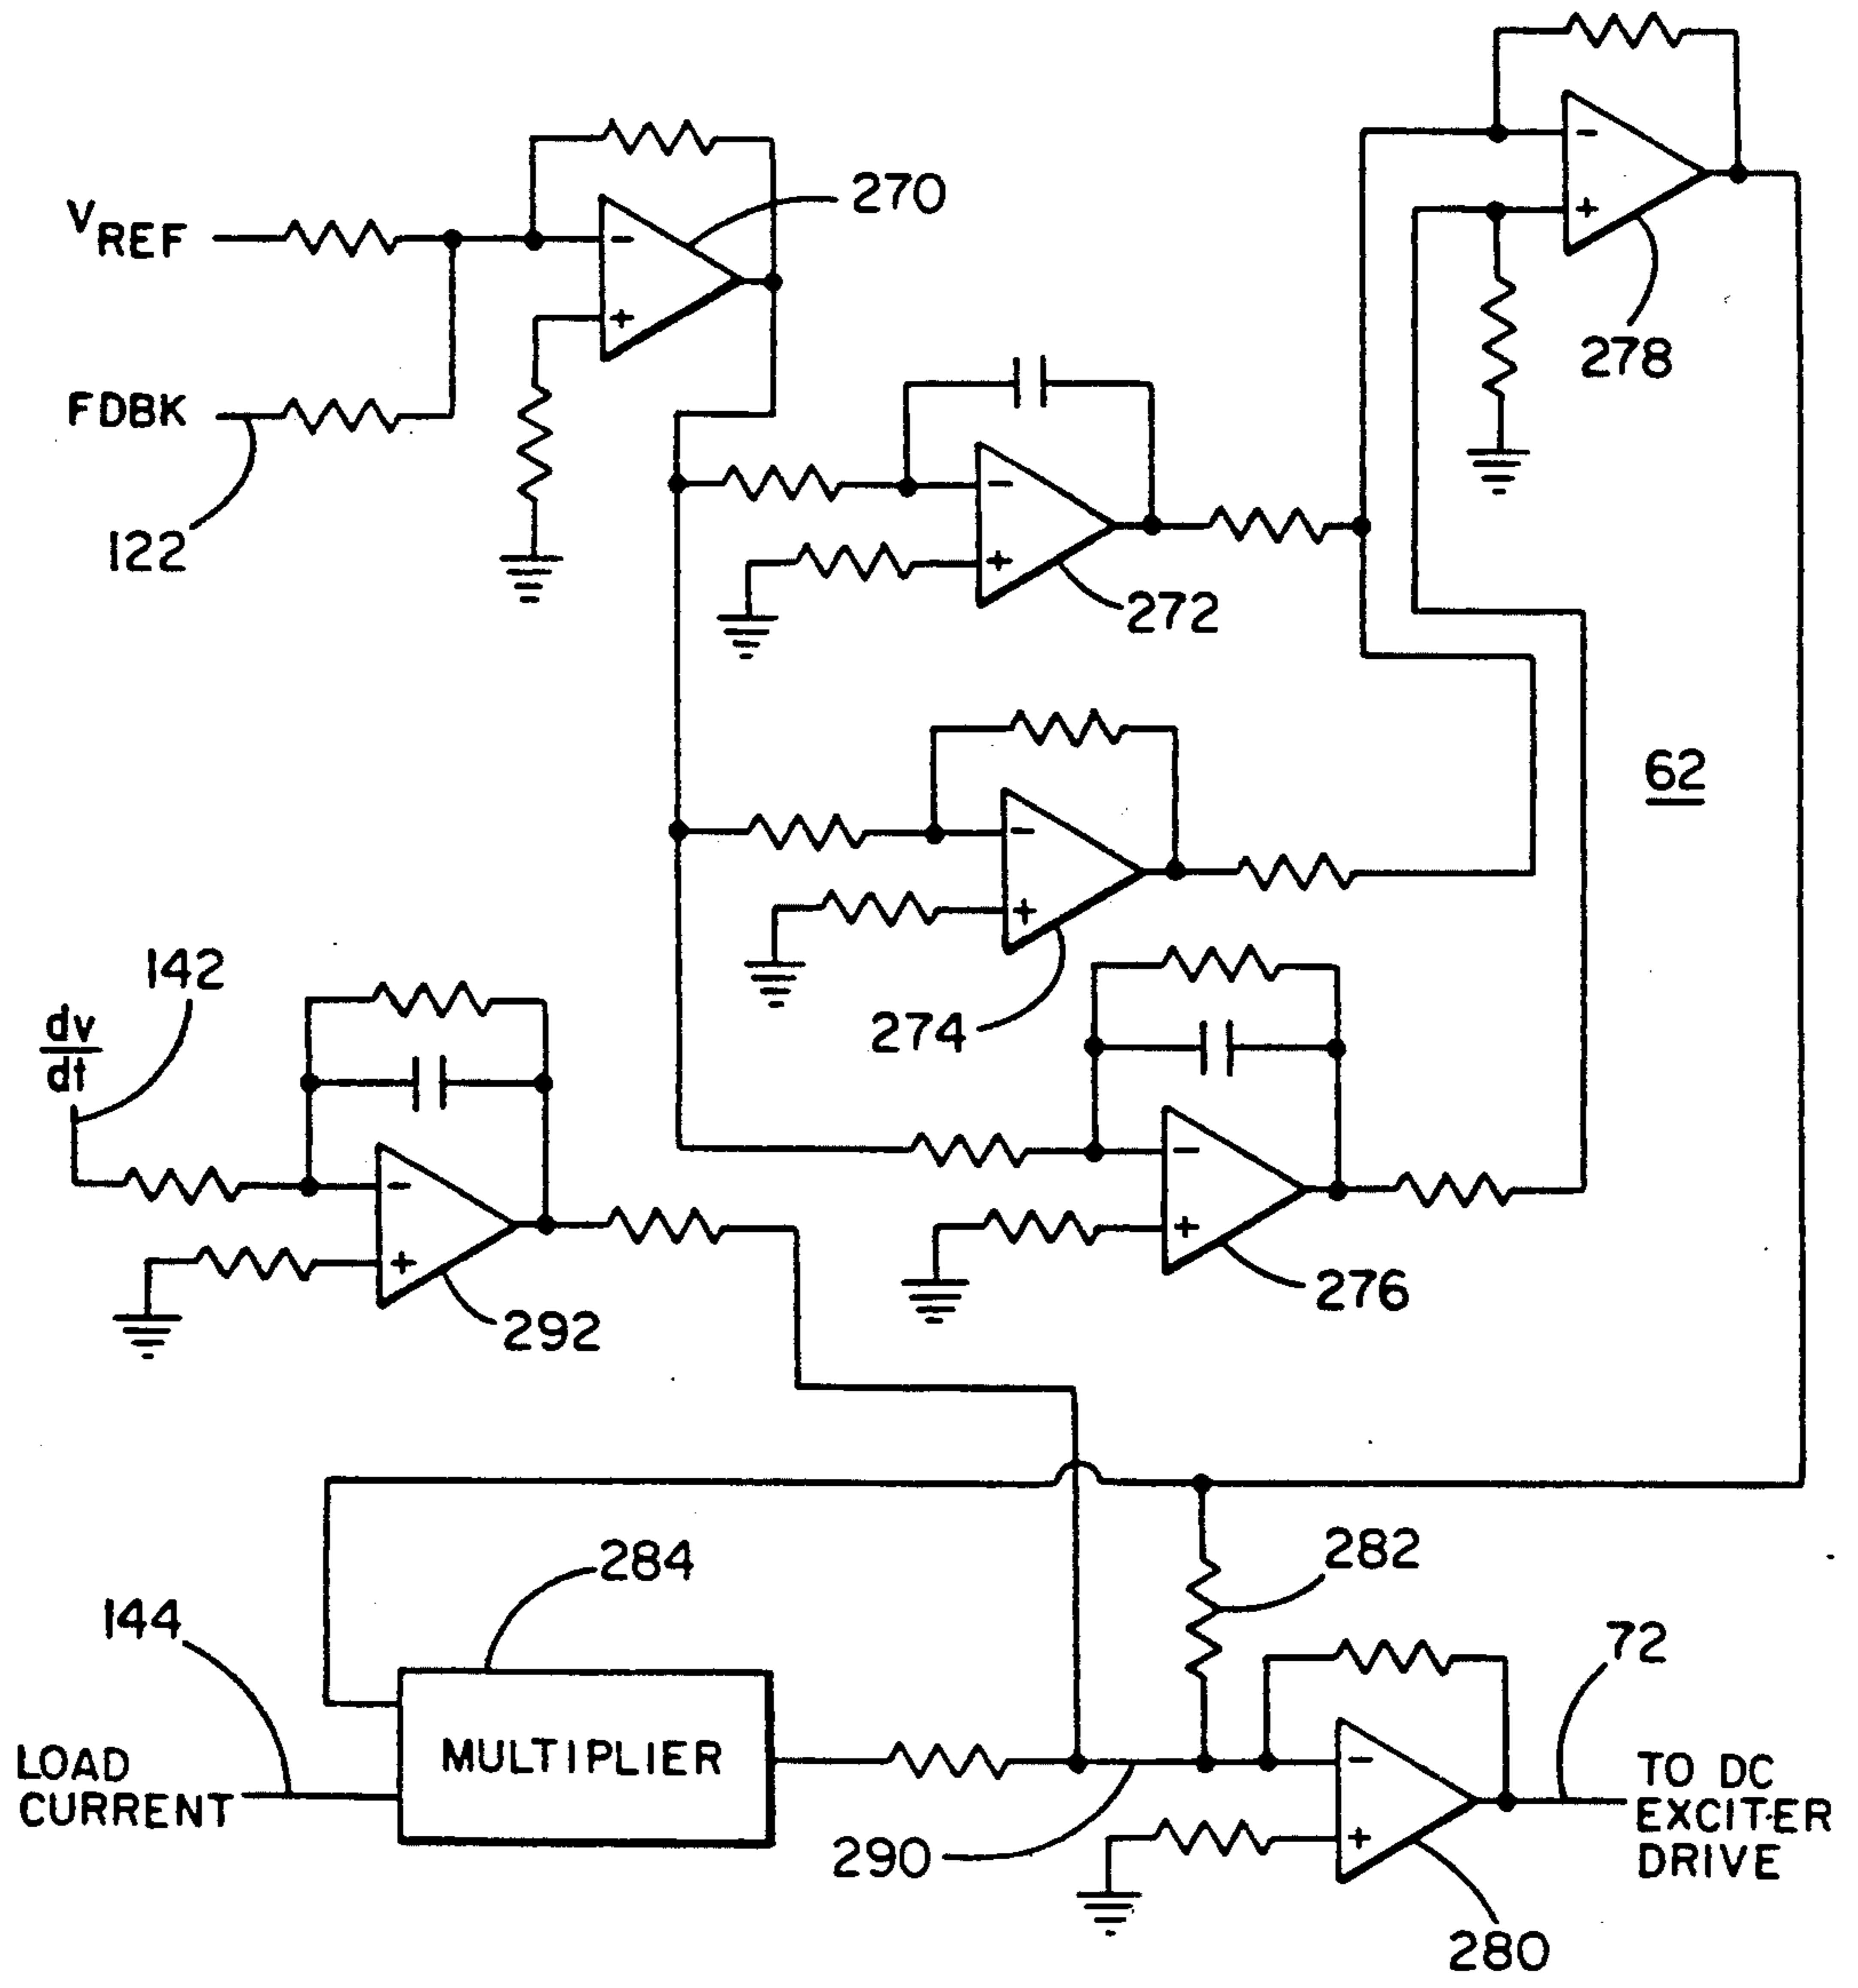 V REF
270
FDBK
122
278
272
62
274
142
dv
dt
292
276
284
282
144
72
MULTIPLIER
LOAD
CURRENT
TO DC
EXCITER
DRIVE
290
280
-
+
-
+
-
+
-
+
-
+
-
+
-
+